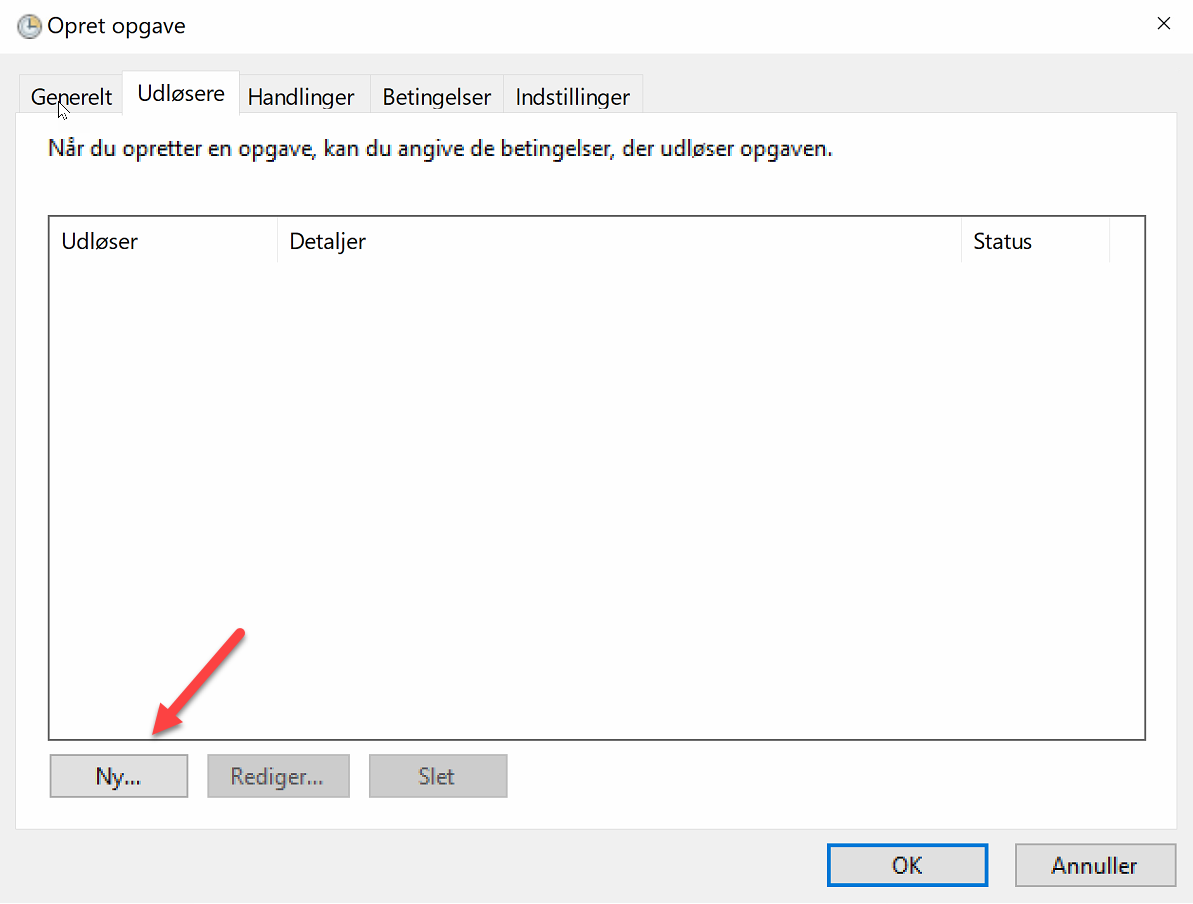 Opret opgave
Generelt Udløsere Handlinger Betingelser Indstillinger
Når du opretter en opgave, kan du angive de betingelser, der udløser opgaven.
Udløser Detaljer Status
Ny... Rediger... Slet
OK Annuller